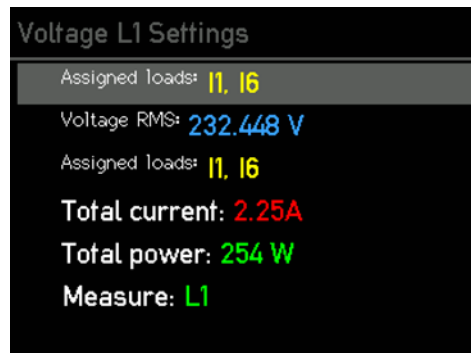 Voltage L1 Settings
Assigned loads: I1, I6
Voltage RMS: 232.448 V
Assigned loads: I1, I6
Total current: 2.25A
Total power: 254 W
Measure: L1